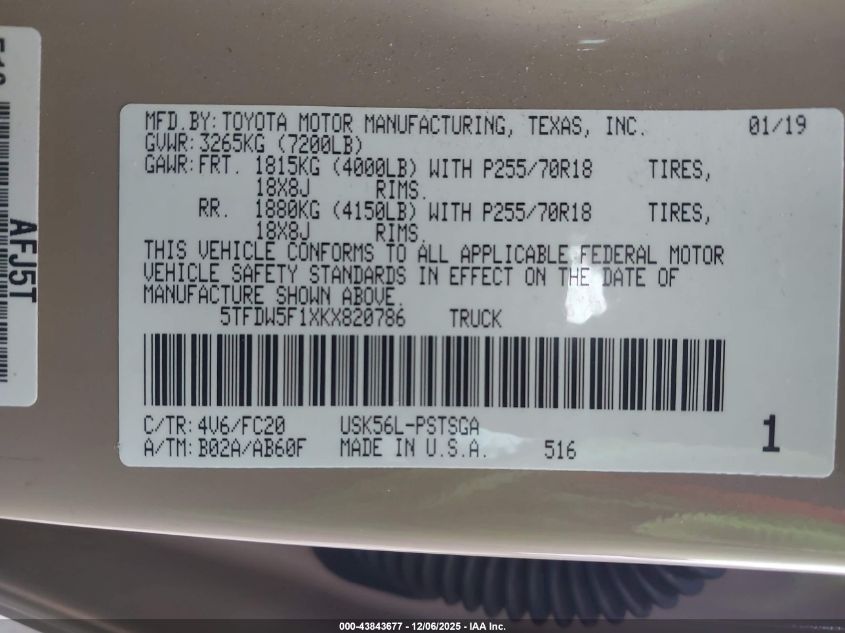 MFD.BY:TOYOTA MOTOR MANUFACTURING, TEXAS, INC. 01/19
GVWR:3265KG (7200LB)
GAWR:FRT. 1815KG (4000LB) WITH P255/70R18 TIRES,
18X8J RIMS.
RR. 1880KG (4150LB) WITH P255/70R18 TIRES,
18X8J RIMS.
THIS VEHICLE CONFORMS TO ALL APPLICABLE FEDERAL MOTOR
VEHICLE SAFETY STANDARDS IN EFFECT ON THE DATE OF
MANUFACTURE SHOWN ABOVE.
5TFDW5F1XKX820786 TRUCK
C/TR:4V6/FC20 USK56L-PSTSGA
A/TM:B02A/AB60F MADE IN U.S.A. 516
1
AFJ5T
000-43843677 - 12/06/2025 - IAA Inc.